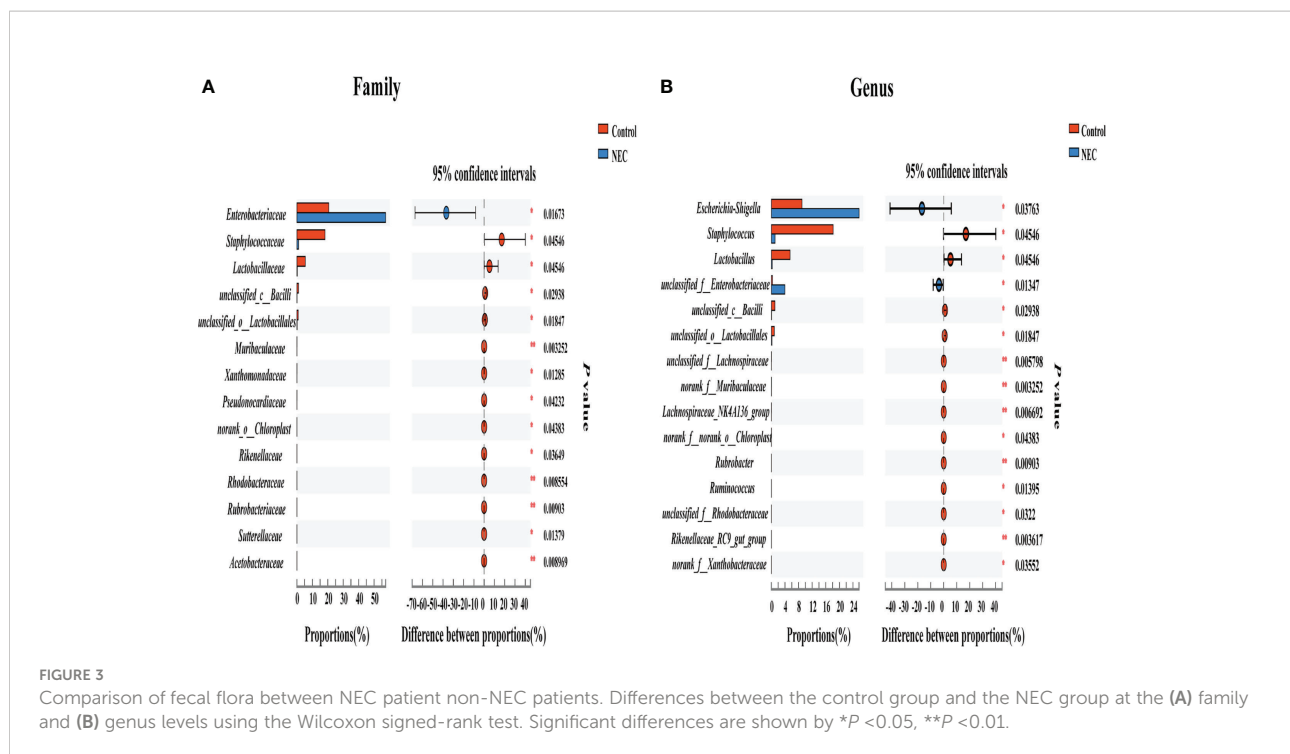 A
Family
Control
NEC
95% confidence intervals
Enterobacteriaceae * 0.01673
Staphylococcaceae * 0.04546
Lactobacillaceae * 0.04546
unclassified_c_Bacilli * 0.02938
unclassified_o_Lactobacillales * 0.01847
Muribaculaceae ** 0.003252
Xanthomonadaceae * 0.01285
Pseudonocardiaceae * 0.04232
norank_o_Chloroplast * 0.04383
Rikenellaceae * 0.03649
Rhodobacteraceae ** 0.008554
Rubrobacteriaceae ** 0.00903
Sutterellaceae * 0.01379
Acetobacteraceae ** 0.008969
P value
0 10 20 30 40 50
-70 -60 -50 -40 -30 -20 -10 0 10 20 30 40
Proportions(%)
Difference between proportions(%)
B
Genus
Control
NEC
95% confidence intervals
Escherichia-Shigella * 0.03763
Staphylococcus * 0.04546
Lactobacillus * 0.04546
unclassified_f_Enterobacteriaceae * 0.01347
unclassified_c_Bacilli * 0.02938
unclassified_o_Lactobacillales * 0.01847
unclassified_f_Lachnospiraceae ** 0.005798
norank_f_Muribaculaceae ** 0.003252
Lachnospiraceae_NK4A136_group ** 0.006692
norank_f_norank_o_Chloroplast * 0.04383
Rubrobacter ** 0.00903
Ruminococcus * 0.01395
unclassified_f_Rhodobacteraceae * 0.0322
Rikenellaceae_RC9_gut_group ** 0.003617
norank_f_Xanthobacteraceae * 0.03552
P value
0 4 8 12 16 20 24
-40 -30 -20 -10 0 10 20 30 40
Proportions(%)
Difference between proportions(%)
FIGURE 3
Comparison of fecal flora between NEC patient non-NEC patients. Differences between the control group and the NEC group at the (A) family
and (B) genus levels using the Wilcoxon signed-rank test. Significant differences are shown by *P <0.05, **P <0.01.